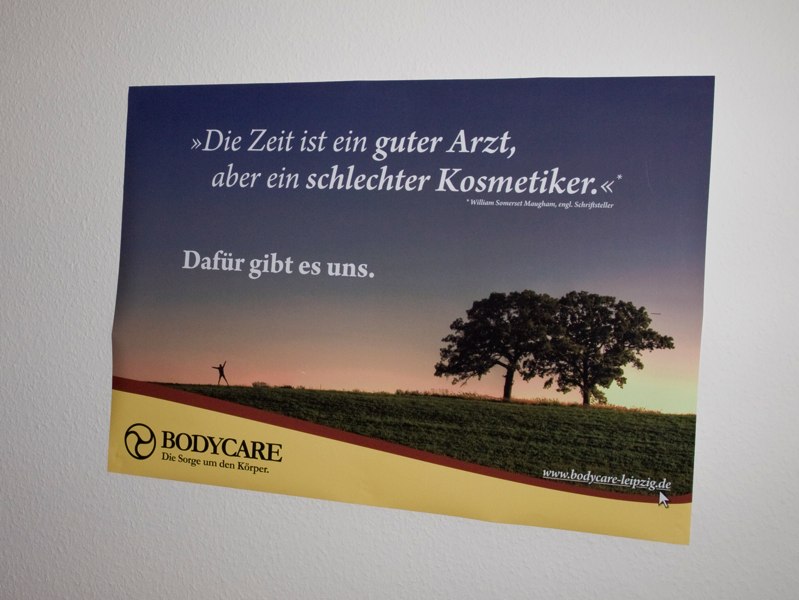 »Die Zeit ist ein guter Arzt,
aber ein schlechter Kosmetiker.«*
* William Somerset Maugham, engl. Schriftsteller
Dafür gibt es uns.
BODYCARE
Die Sorge um den Körper.
www.bodycare-leipzig.de